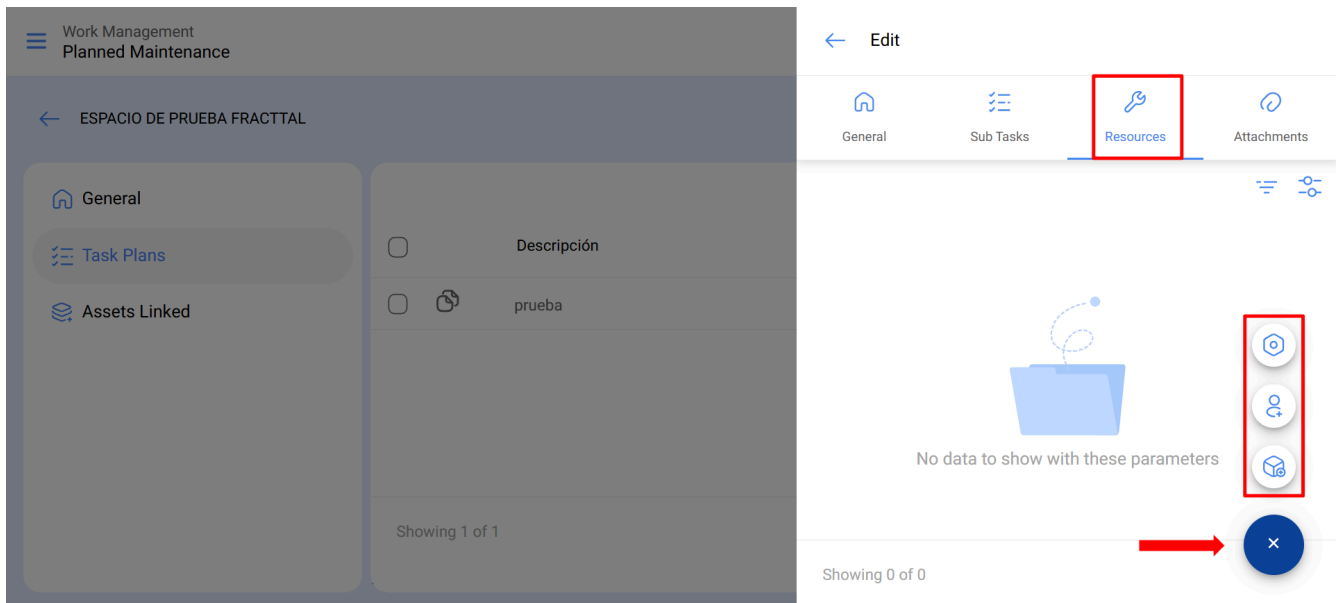 Work Management
Planned Maintenance
ESPACIO DE PRUEBA FRACTTAL
General
Task Plans
Assets Linked
Descripción
prueba
Showing 1 of 1
Edit
General
Sub Tasks
Resources
Attachments
No data to show with these parameters
Showing 0 of 0